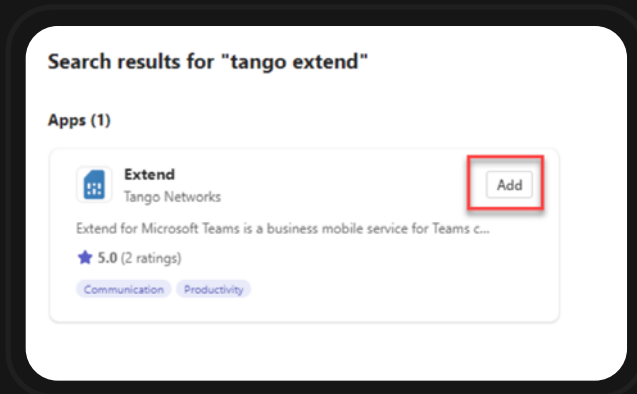 Search results for "tango extend"
Apps (1)
Extend
Add
Tango Networks
Extend for Microsoft Teams is a business mobile service for Teams c...
5.0 (2 ratings)
Communication Productivity